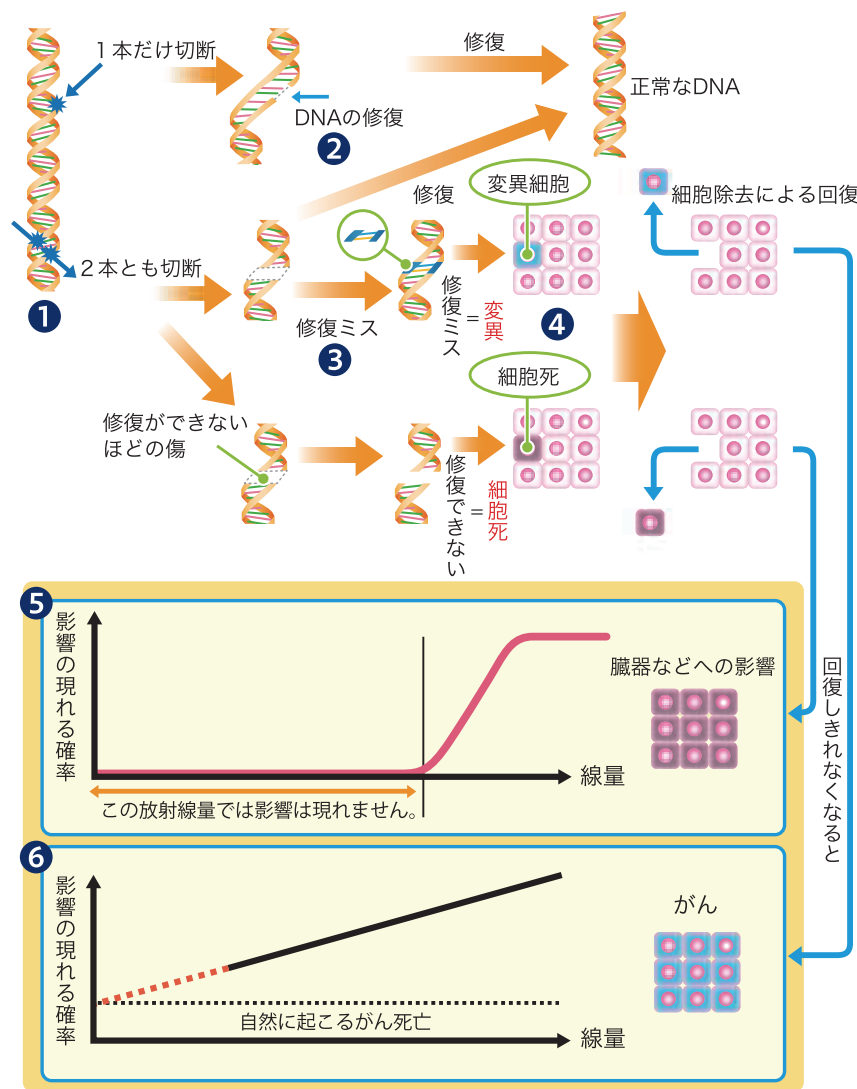 1本だけ切断
修復
正常なDNA
DNAの修復
2
修復
変異細胞
細胞除去による回復
2本とも切断
1
修復ミス
3
修復ミス
=
変異
4
細胞死
修復ができない
ほどの傷
修復できない
=
細胞死
5
影響の現れる確率
臓器などへの影響
線量
この放射線量では影響は現れません。
回復しきれなくなると
6
影響の現れる確率
がん
自然に起こるがん死亡
線量